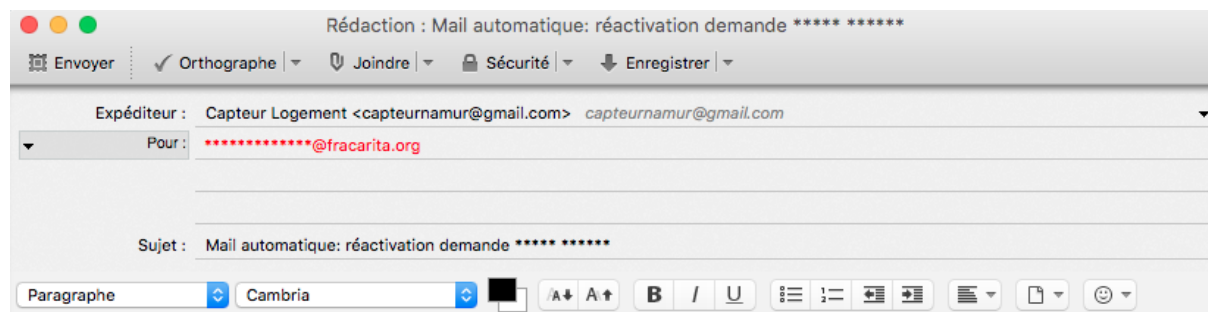 Rédaction : Mail automatique: réactivation demande ***** ******
Envoyer Orthographe Joindre Sécurité Enregistrer
Expéditeur : Capteur Logement <capteurnamur@gmail.com> capteurnamur@gmail.com
Pour : *************@fracarita.org
Sujet : Mail automatique: réactivation demande ***** ******
Paragraphe Cambria A A B I U